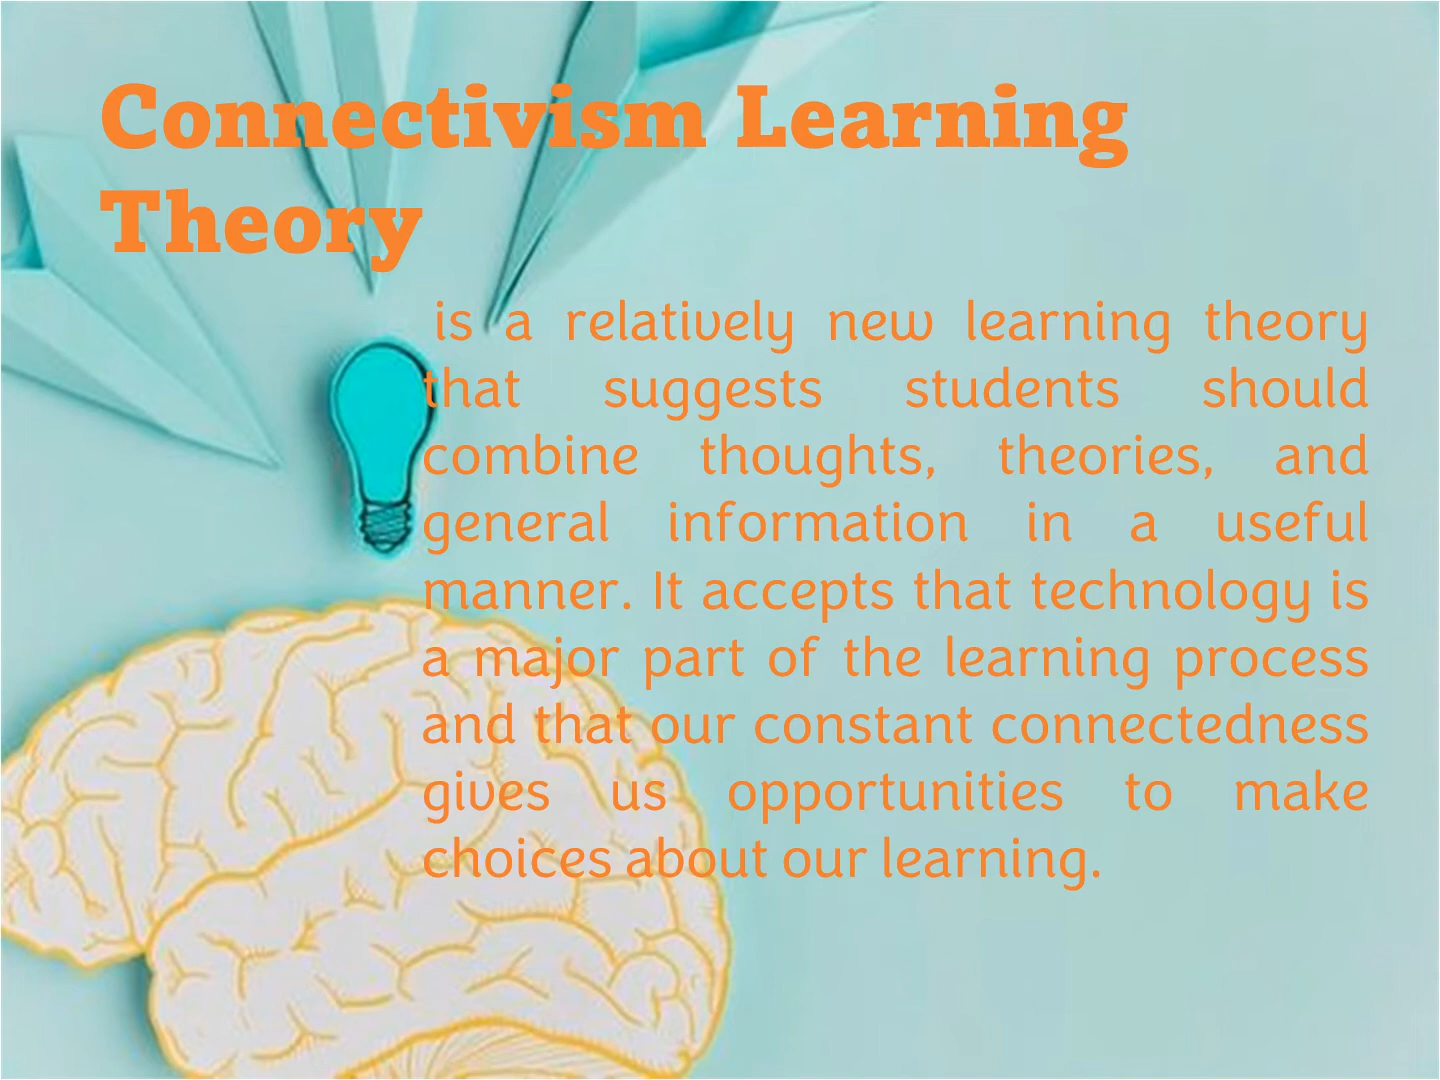 Connectivism Learning
Theory
is a relatively new learning theory
that suggests students should
combine thoughts, theories, and
general information in a useful
manner. It accepts that technology is
a major part of the learning process
and that our constant connectedness
gives us opportunities to make
choices about our learning.